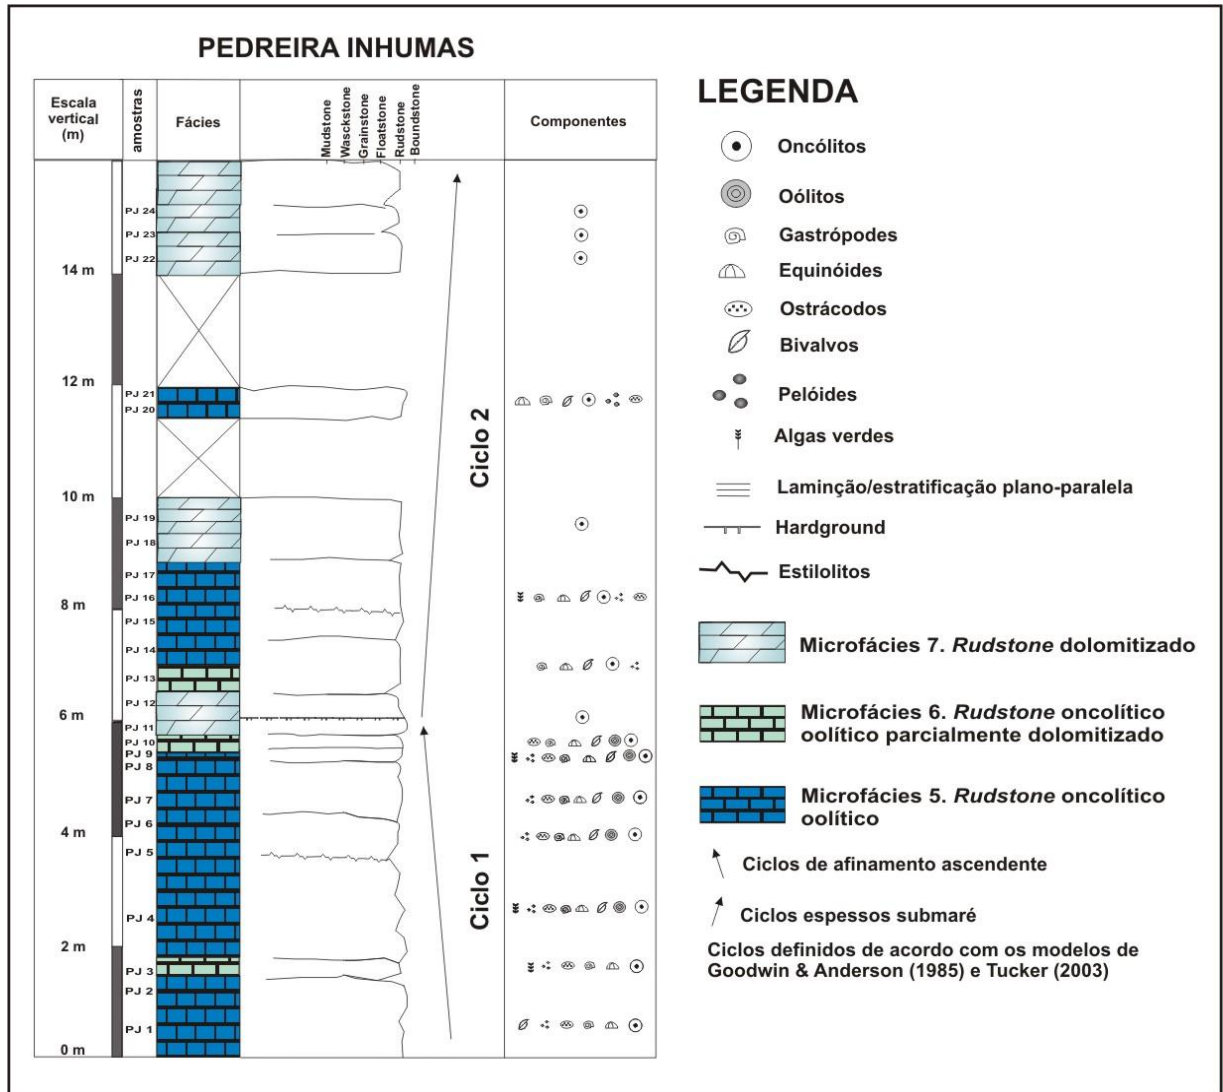 PEDREIRA INHUMAS
Escala
vertical
(m)
amostras
Fácies
Mudstone
Wasckstone
Grainstone
Floatstone
Rudstone
Boundstone
Componentes
PJ 24
PJ 23
PJ 22
14 m
12 m
PJ 21
PJ 20
10 m
PJ 19
PJ 18
PJ 17
PJ 16
8 m
PJ 15
PJ 14
PJ 13
PJ 12
6 m
PJ 11
PJ 10
PJ 9
PJ 8
PJ 7
PJ 6
4 m
PJ 5
PJ 4
2 m
PJ 3
PJ 2
PJ 1
0 m
Ciclo 2
Ciclo 1
LEGENDA
Oncólitos
Oólitos
Gastrópodes
Equinóides
Ostrácodos
Bivalvos
Pelóides
Algas verdes
Laminção/estratificação plano-paralela
Hardground
Estilolitos
Microfácies 7. Rudstone dolomitizado
Microfácies 6. Rudstone oncolítico
oolítico parcialmente dolomitizado
Microfácies 5. Rudstone oncolítico
oolítico
Ciclos de afinamento ascendente
Ciclos espessos submaré
Ciclos definidos de acordo com os modelos de
Goodwin & Anderson (1985) e Tucker (2003)